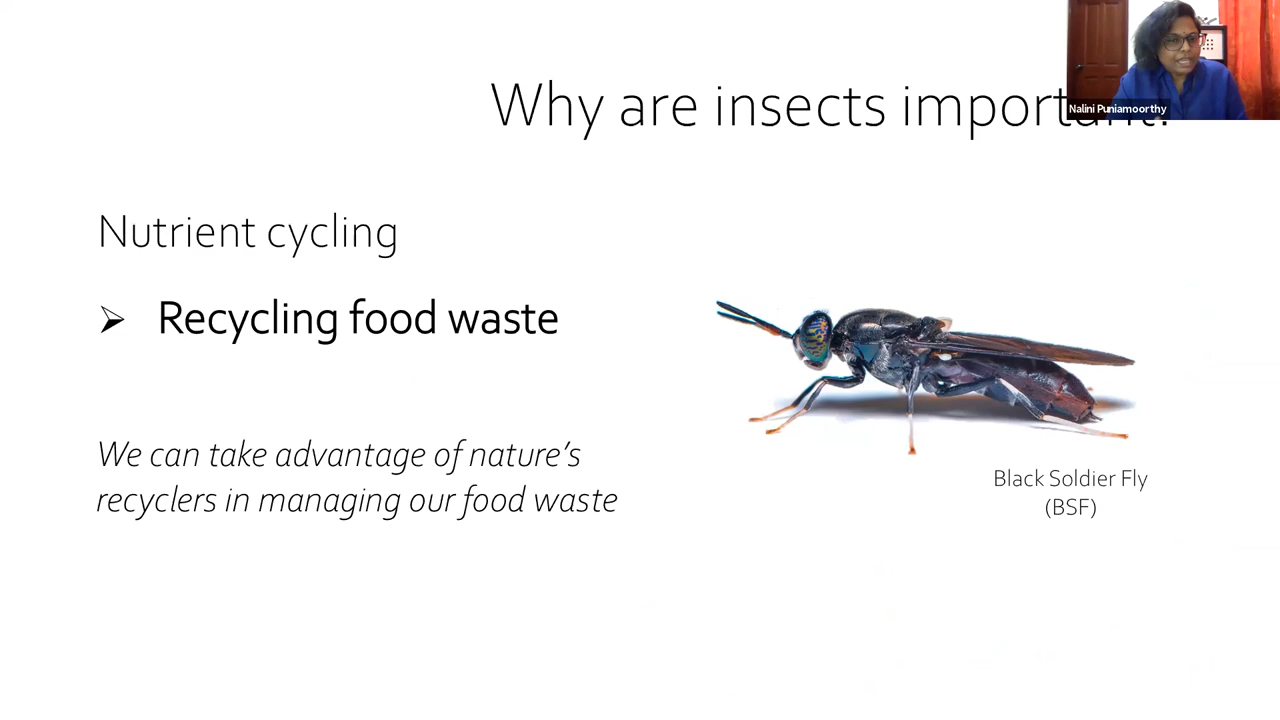 Why are insects important?
Nalini Puniamoorthy
Nutrient cycling
Recycling food waste
We can take advantage of nature's
recyclers in managing our food waste
Black Soldier Fly
(BSF)